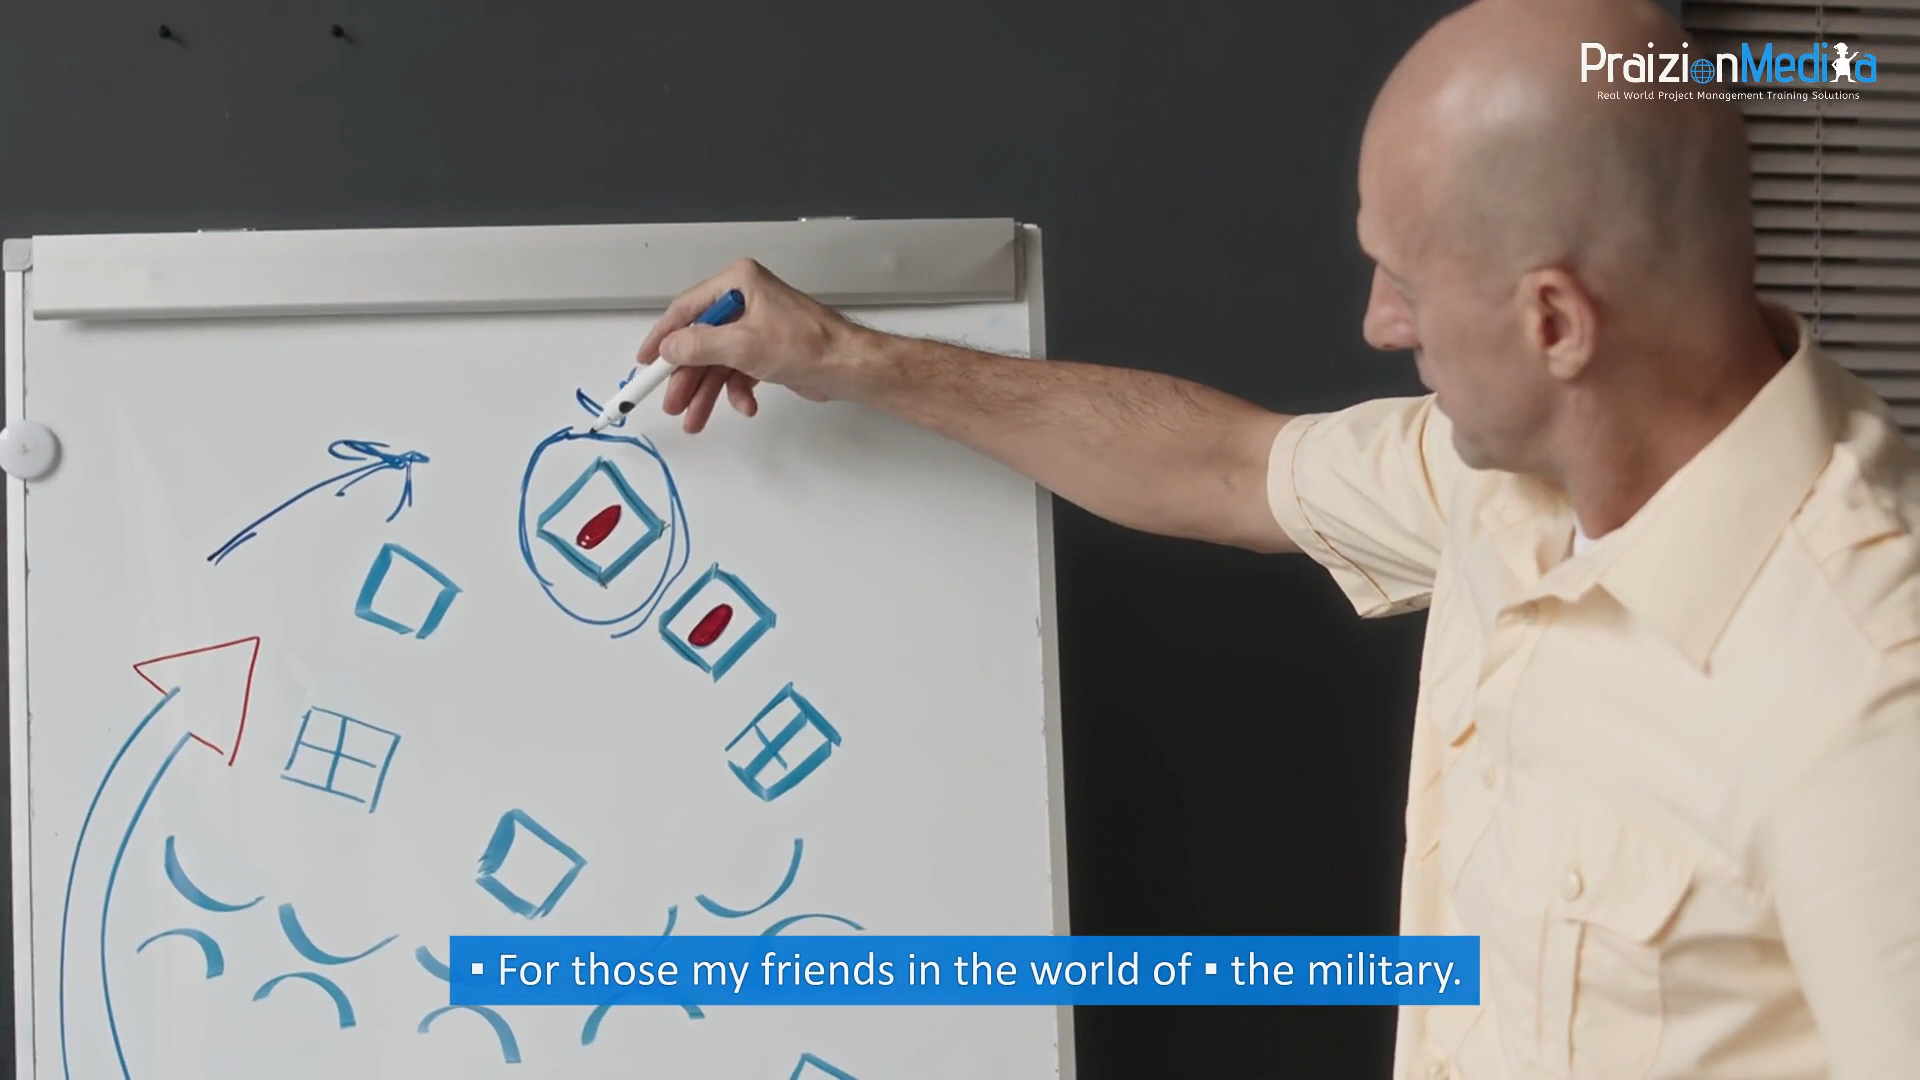 PraizionMedia
Real World Project Management Training Solutions
▪ For those my friends in the world of ▪ the military.